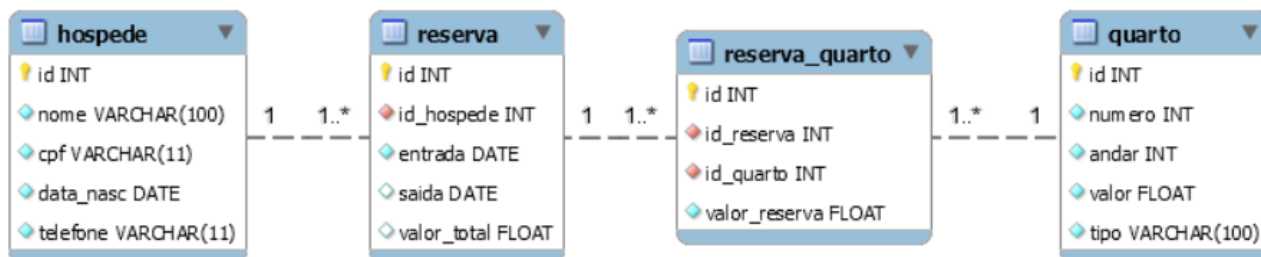 hospede
id INT
nome VARCHAR(100)
cpf VARCHAR(11)
data_nasc DATE
telefone VARCHAR(11)
1
1..*
reserva
id INT
id_hospede INT
entrada DATE
saida DATE
valor_total FLOAT
1
1..*
reserva_quarto
id INT
id_reserva INT
id_quarto INT
valor_reserva FLOAT
1..*
1
quarto
id INT
numero INT
andar INT
valor FLOAT
tipo VARCHAR(100)